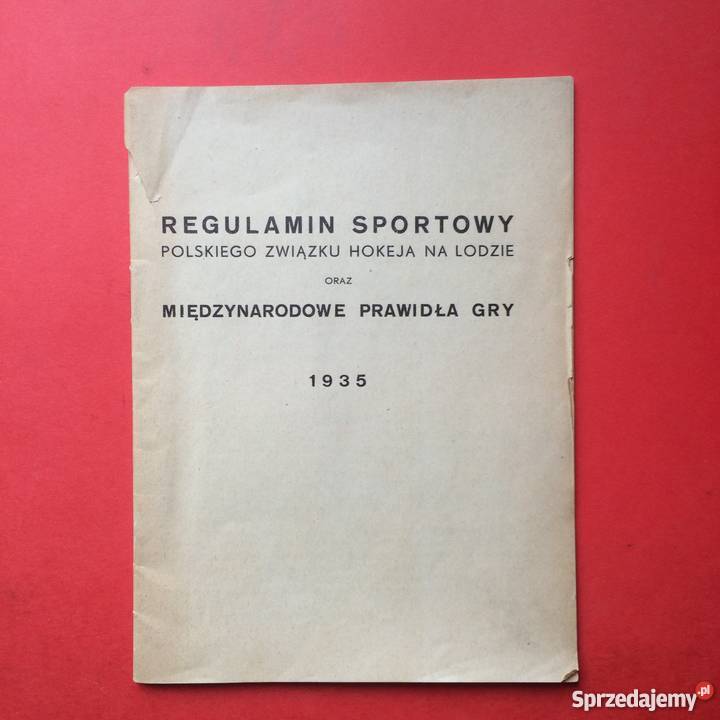 REGULAMIN SPORTOWY
POLSKIEGO ZWIĄZKU HOKEJA NA LODZIE
ORAZ
MIĘDZYNARODOWE PRAWIDŁA GRY
1935
Sprzedajemy.pl